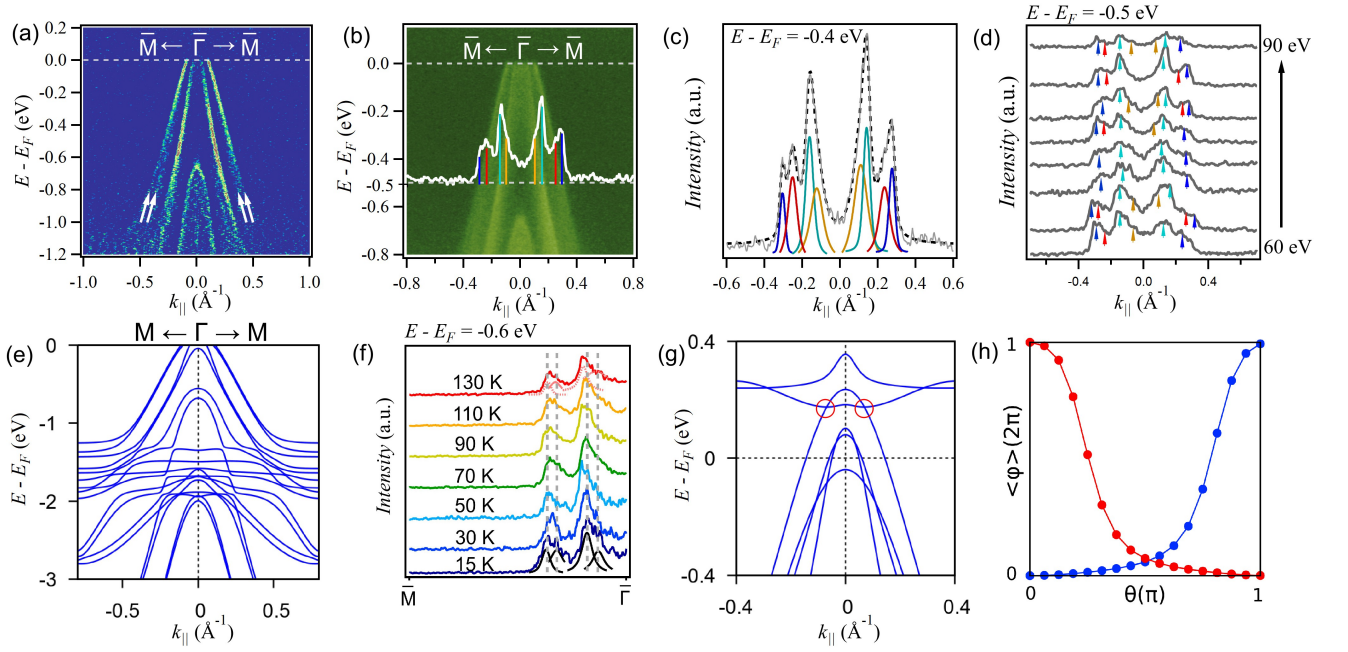 (a)
M̅ ← Γ̅ → M̅
E - E_F (eV)
0.2
0.0
-0.2
-0.4
-0.6
-0.8
-1.0
-1.2
-1.0
-0.5
0.0
0.5
1.0
k_|| (Å⁻¹)
(b)
M̅ ← Γ̅ → M̅
E - E_F (eV)
0.0
-0.2
-0.4
-0.5
-0.6
-0.8
-0.8
-0.4
0.0
0.4
0.8
k_|| (Å⁻¹)
(c)
E - E_F = -0.4 eV
Intensity (a.u.)
-0.6
-0.4
-0.2
0.0
0.2
0.4
0.6
k_|| (Å⁻¹)
(d)
E - E_F = -0.5 eV
90 eV
60 eV
Intensity (a.u.)
-0.4
0.0
0.4
k_|| (Å⁻¹)
(e)
M ← Γ → M
E - E_F (eV)
0
-1
-2
-3
-0.5
0
0.5
k_|| (Å⁻¹)
(f)
E - E_F = -0.6 eV
Intensity (a.u.)
130 K
110 K
90 K
70 K
50 K
30 K
15 K
M̅
Γ̅
(g)
E - E_F (eV)
0.4
0
-0.4
-0.4
0
0.4
k_|| (Å⁻¹)
(h)
<φ>(2π)
1
0
0
θ(π)
1